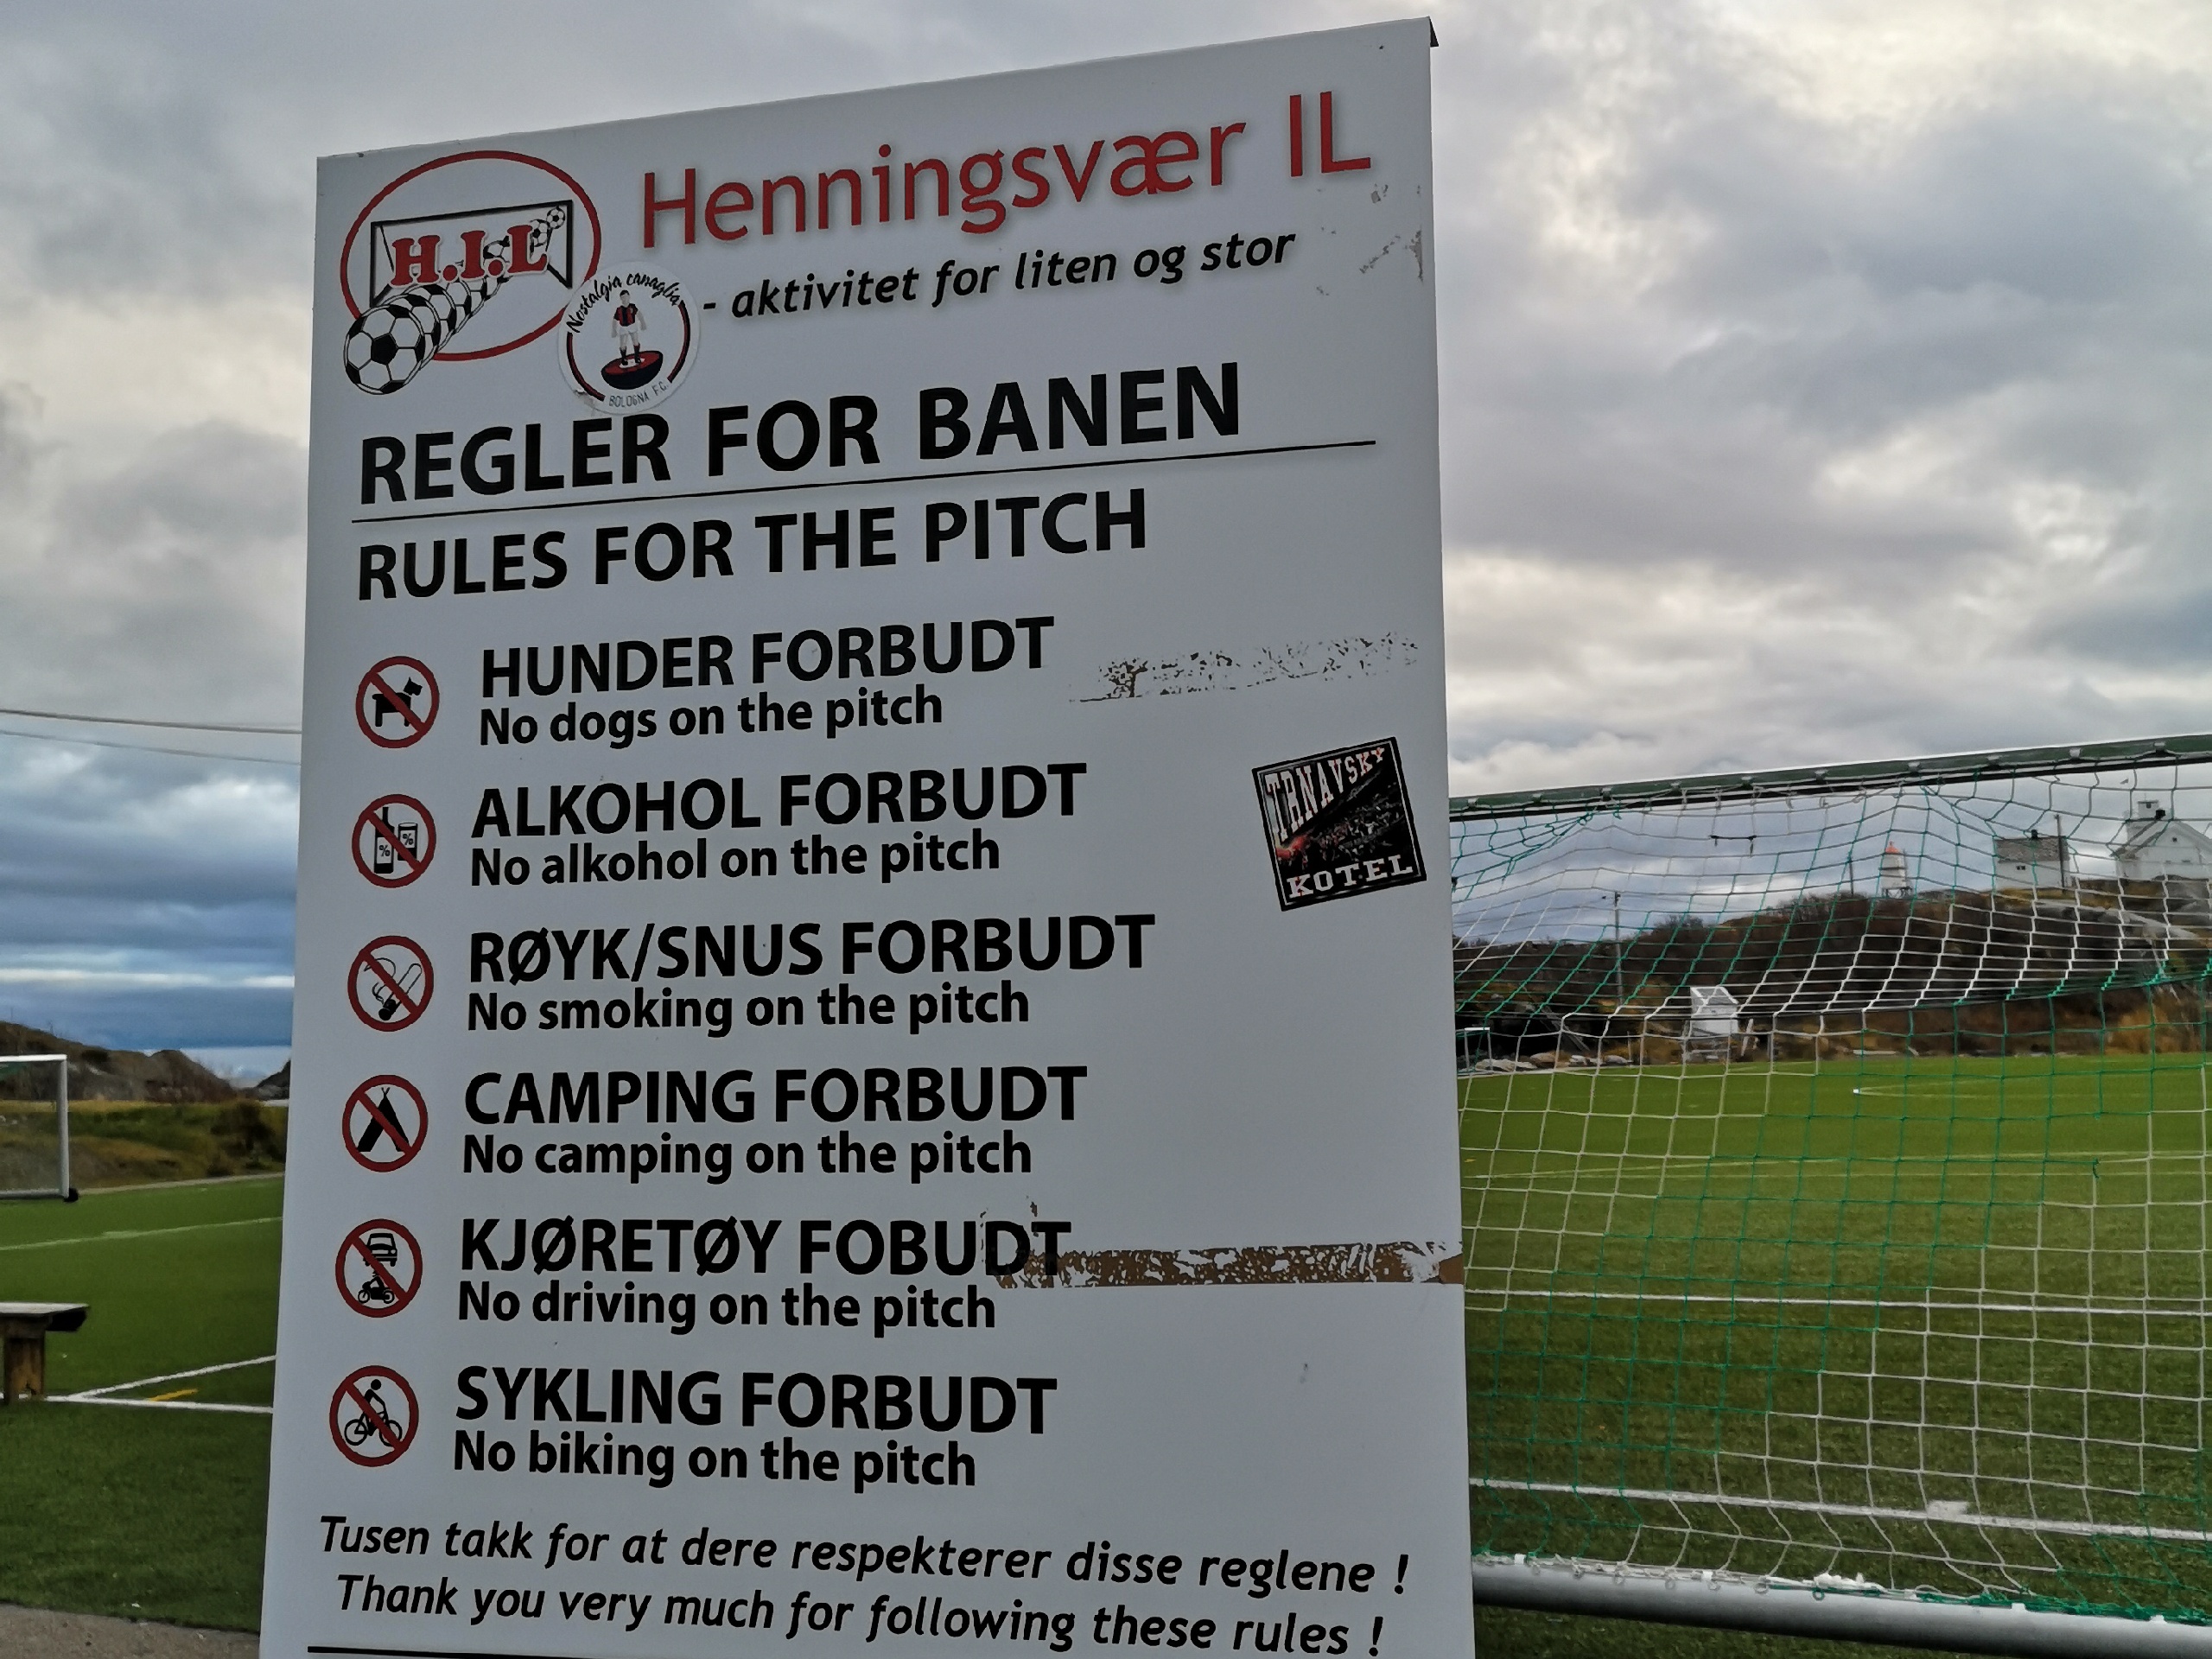 H.I.L
Henningsvær IL
- aktivitet for liten og stor
Nostalgia canaglia
BOLOGNA F.C.
REGLER FOR BANEN
RULES FOR THE PITCH
HUNDER FORBUDT
No dogs on the pitch
ALKOHOL FORBUDT
No alkohol on the pitch
% %
TRNAVSKY
KOTEL
RØYK/SNUS FORBUDT
No smoking on the pitch
CAMPING FORBUDT
No camping on the pitch
KJØRETØY FOBUDT
No driving on the pitch
SYKLING FORBUDT
No biking on the pitch
Tusen takk for at dere respekterer disse reglene !
Thank you very much for following these rules !